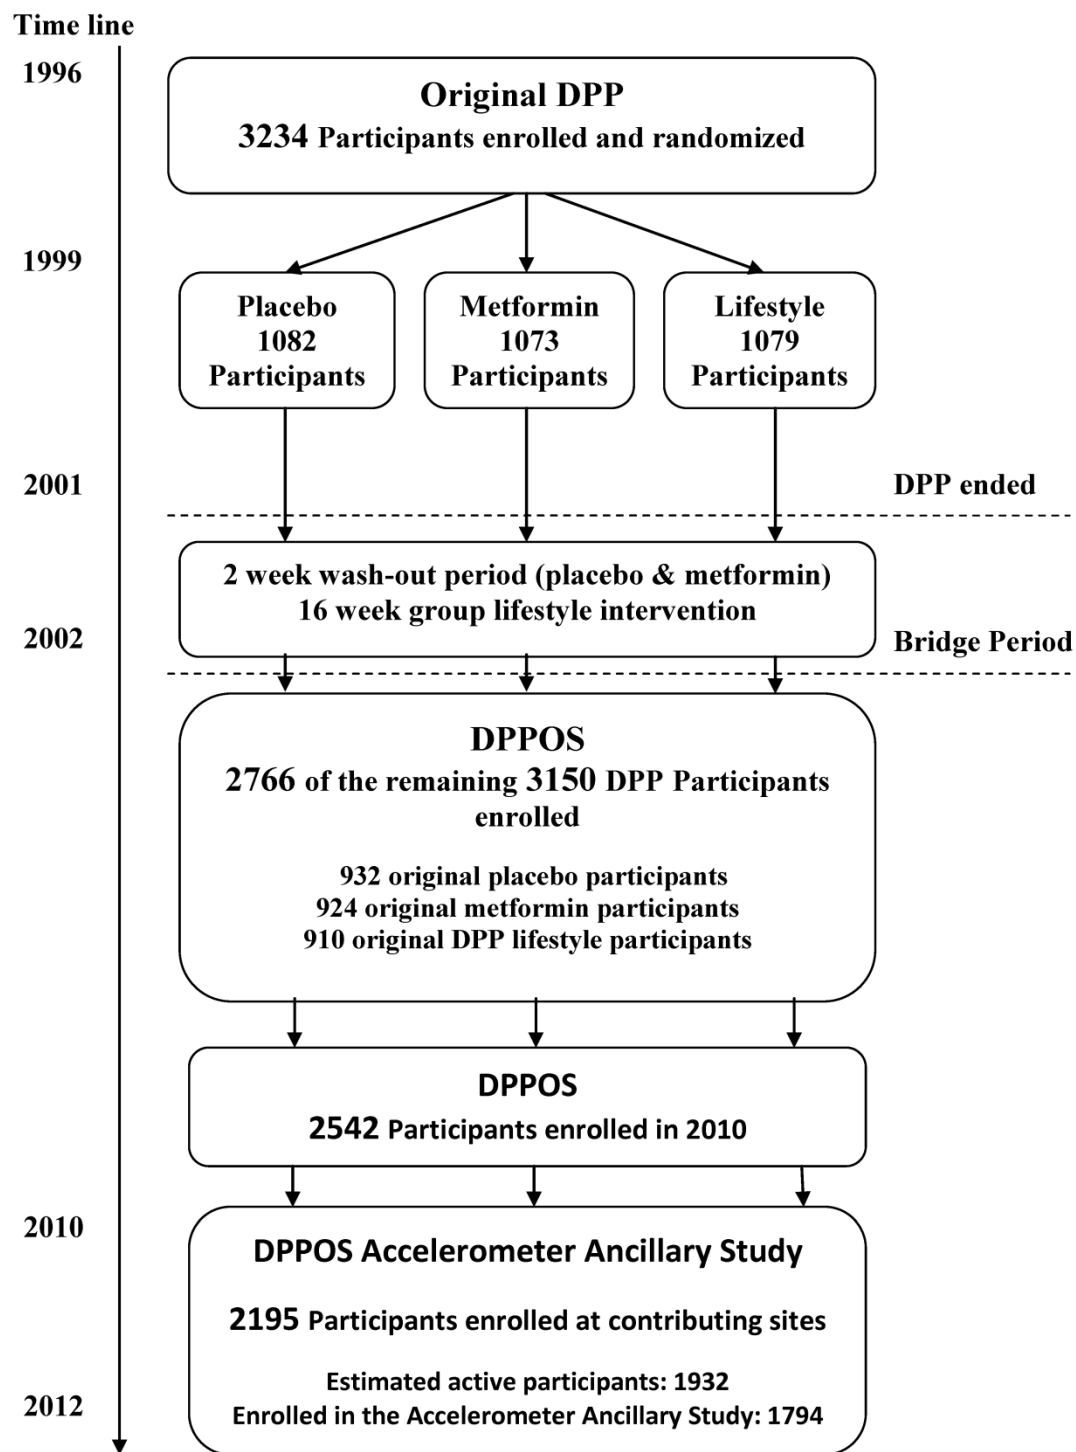 Time line
1996
Original DPP
3234 Participants enrolled and randomized
1999
Placebo
1082
Participants
Metformin
1073
Participants
Lifestyle
1079
Participants
2001
DPP ended
2 week wash-out period (placebo & metformin)
16 week group lifestyle intervention
2002
Bridge Period
DPPOS
2766 of the remaining 3150 DPP Participants
enrolled
932 original placebo participants
924 original metformin participants
910 original DPP lifestyle participants
DPPOS
2542 Participants enrolled in 2010
2010
DPPOS Accelerometer Ancillary Study
2195 Participants enrolled at contributing sites
Estimated active participants: 1932
2012
Enrolled in the Accelerometer Ancillary Study: 1794